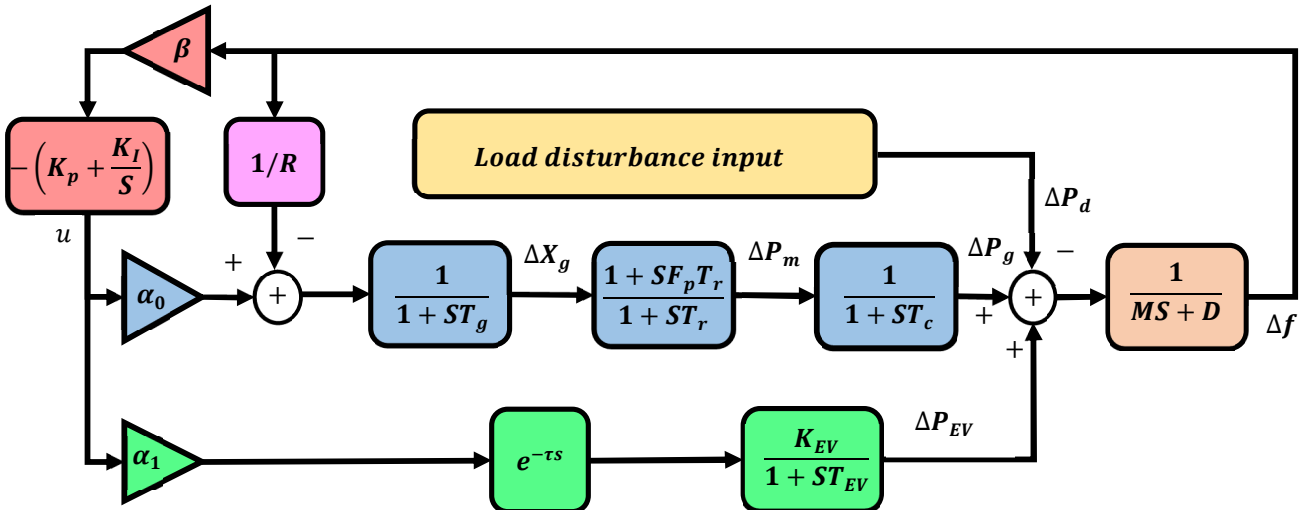 β
−(K_p + K_I/S)
1/R
Load disturbance input
u
ΔP_d
+
−
ΔX_g
ΔP_m
ΔP_g
−
α_0
+
1/(1 + ST_g)
(1 + SF_pT_r)/(1 + ST_r)
1/(1 + ST_c)
+
+
1/(MS + D)
Δf
+
α_1
e^{−τs}
K_EV/(1 + ST_EV)
ΔP_EV